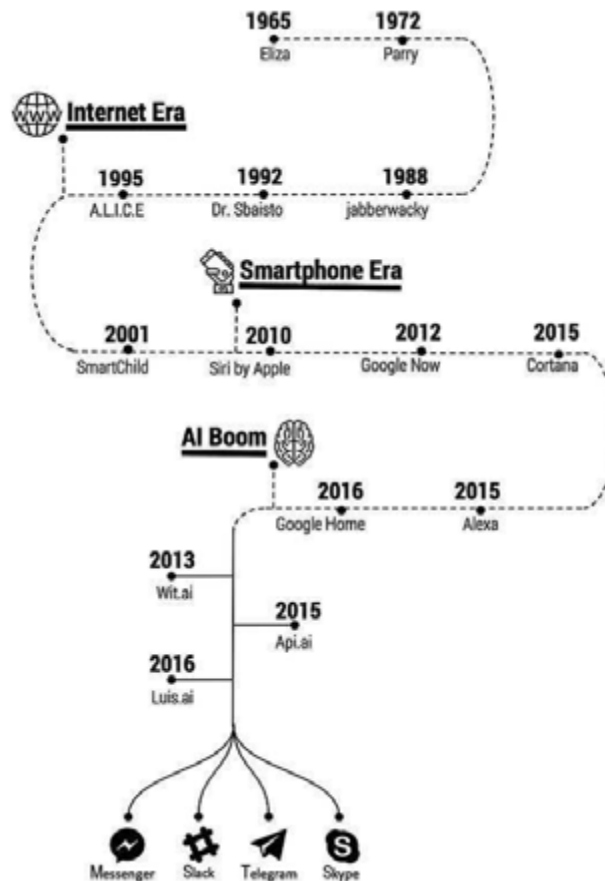 1965
Eliza
1972
Parry
WWW
Internet Era
1995
A.L.I.C.E
1992
Dr. Sbaisto
1988
jabberwacky
Smartphone Era
2001
SmartChild
2010
Siri by Apple
2012
Google Now
2015
Cortana
AI Boom
2016
Google Home
2015
Alexa
2013
Wit.ai
2015
Api.ai
2016
Luis.ai
Messenger
Slack
Telegram
Skype